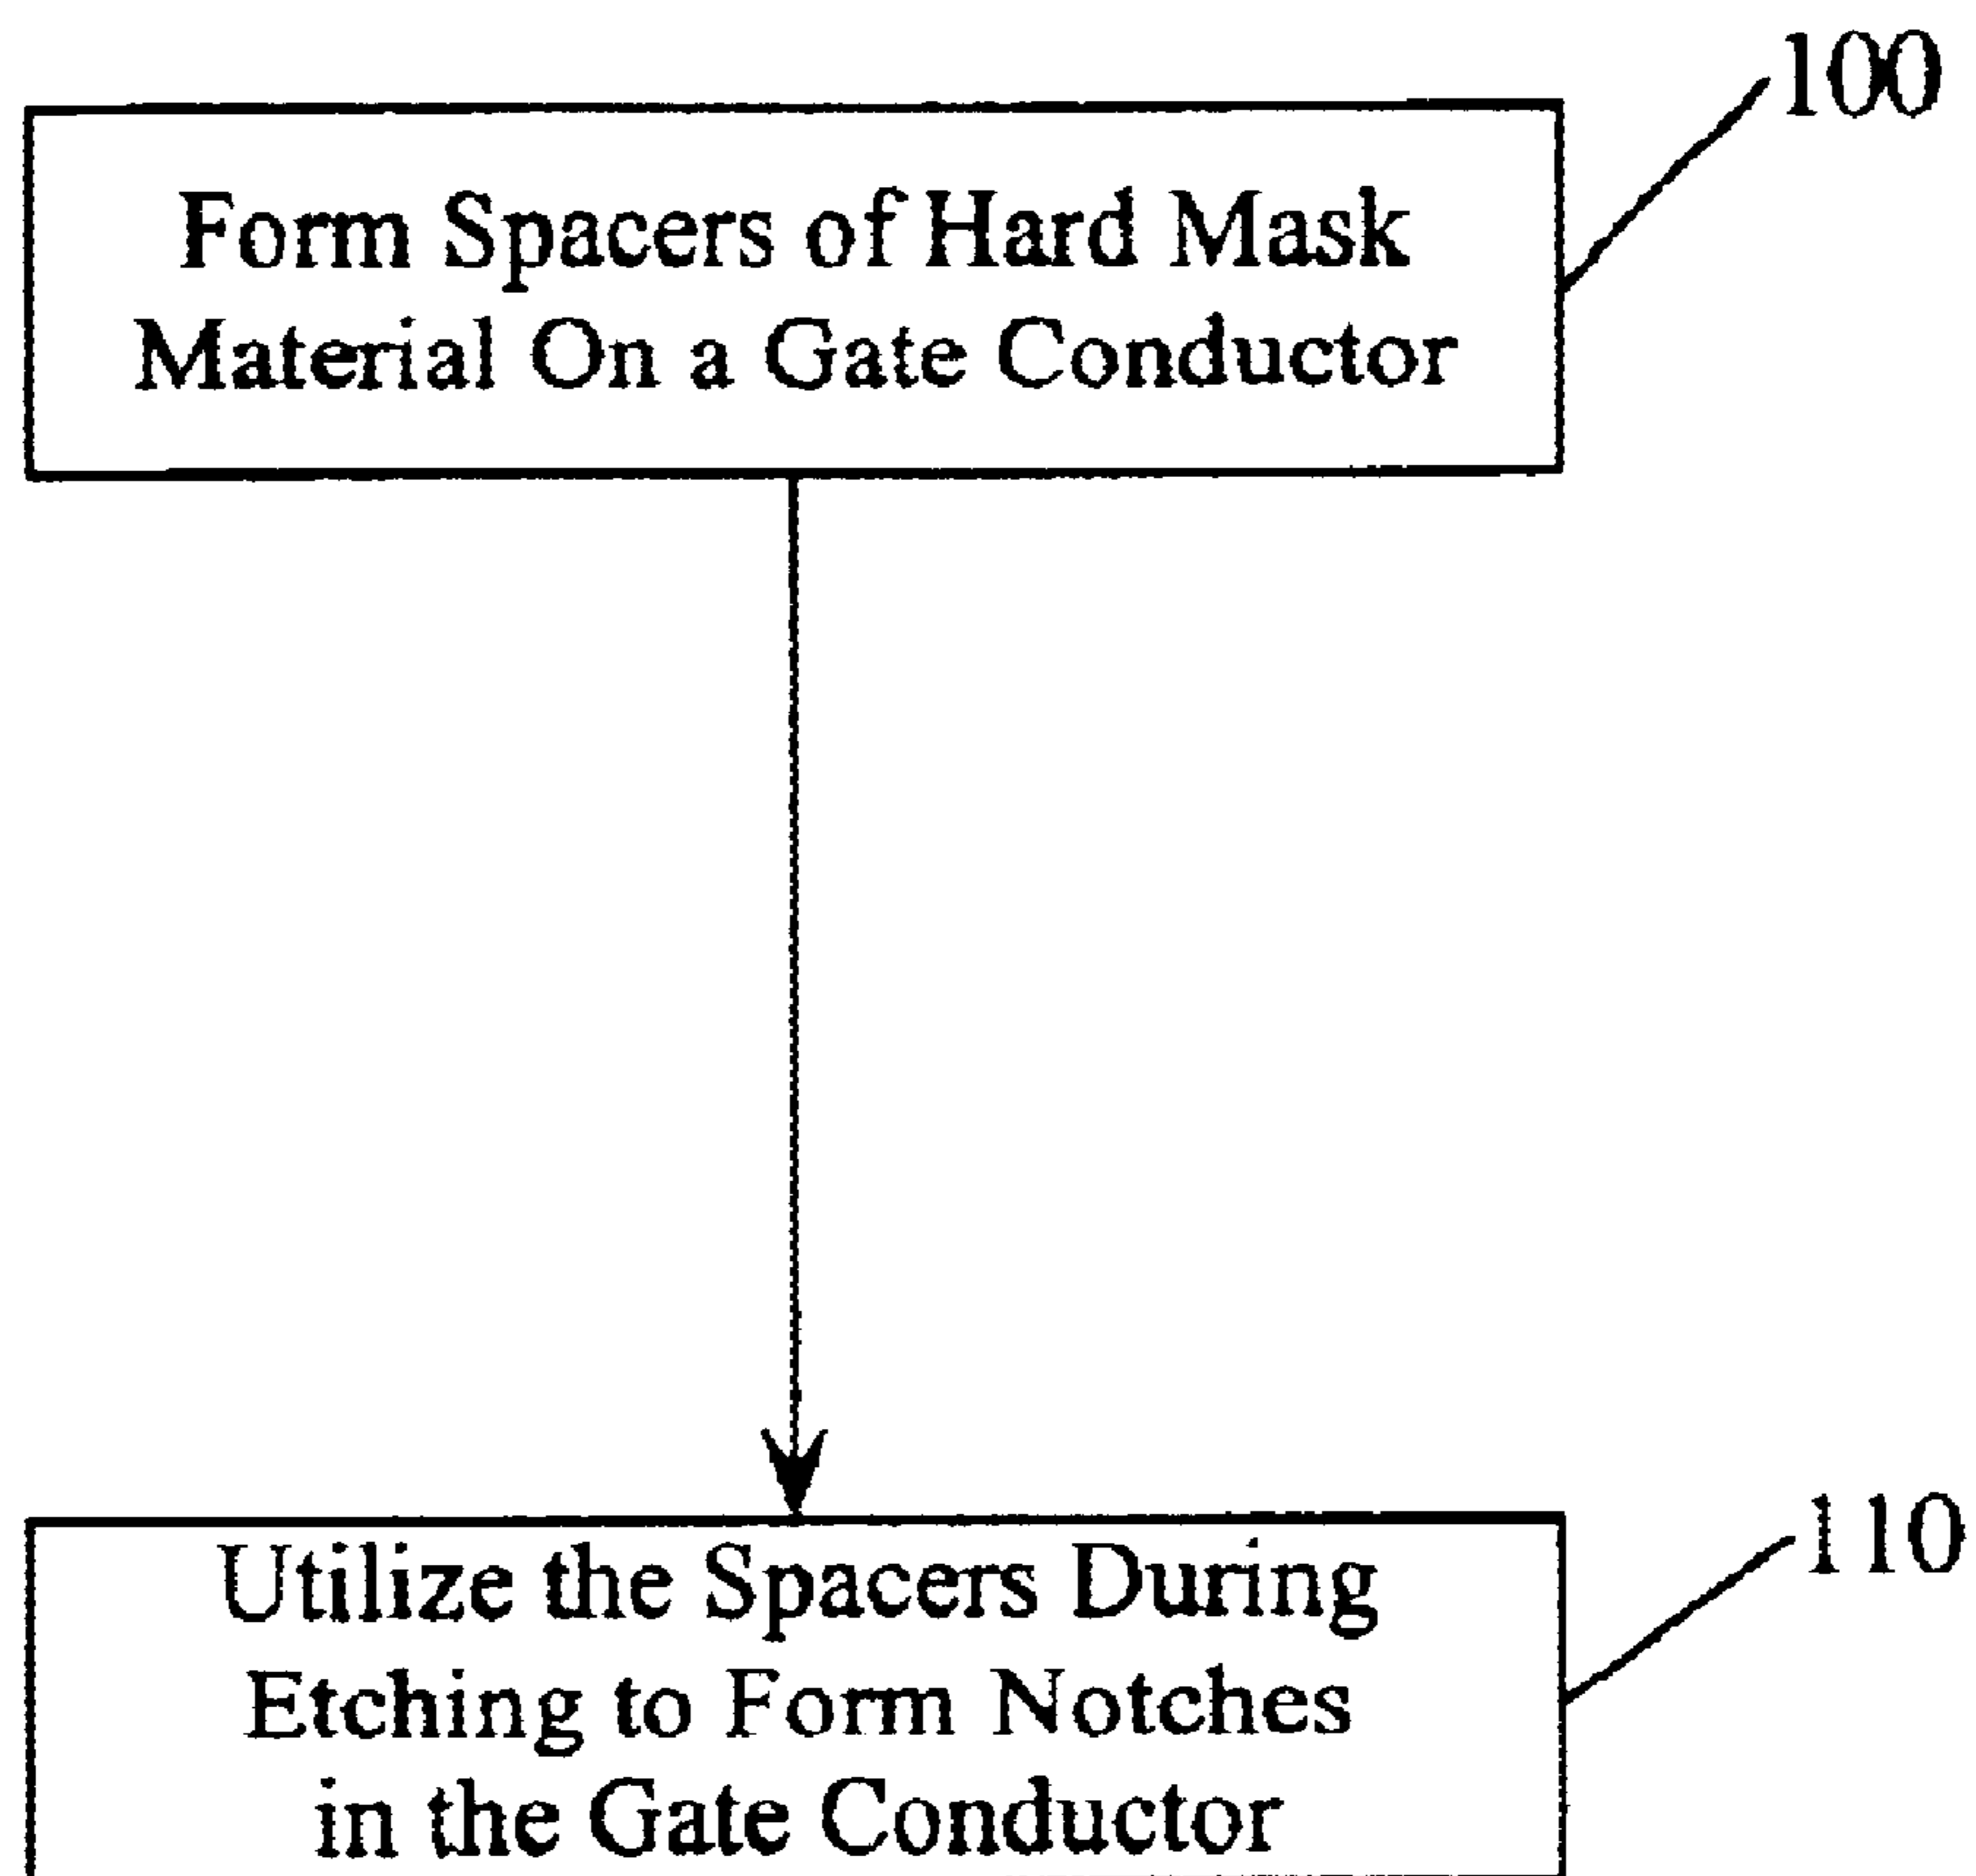 100
Form Spacers of Hard Mask
Material On a Gate Conductor
110
Utilize the Spacers During
Etching to Form Notches
in the Gate Conductor